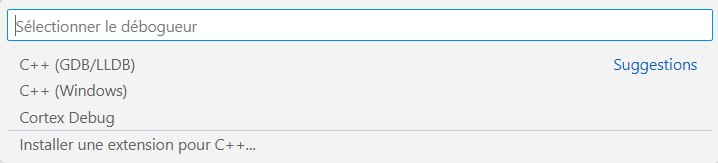 Sélectionner le débogueur
C++ (GDB/LLDB) Suggestions
C++ (Windows)
Cortex Debug
Installer une extension pour C++...